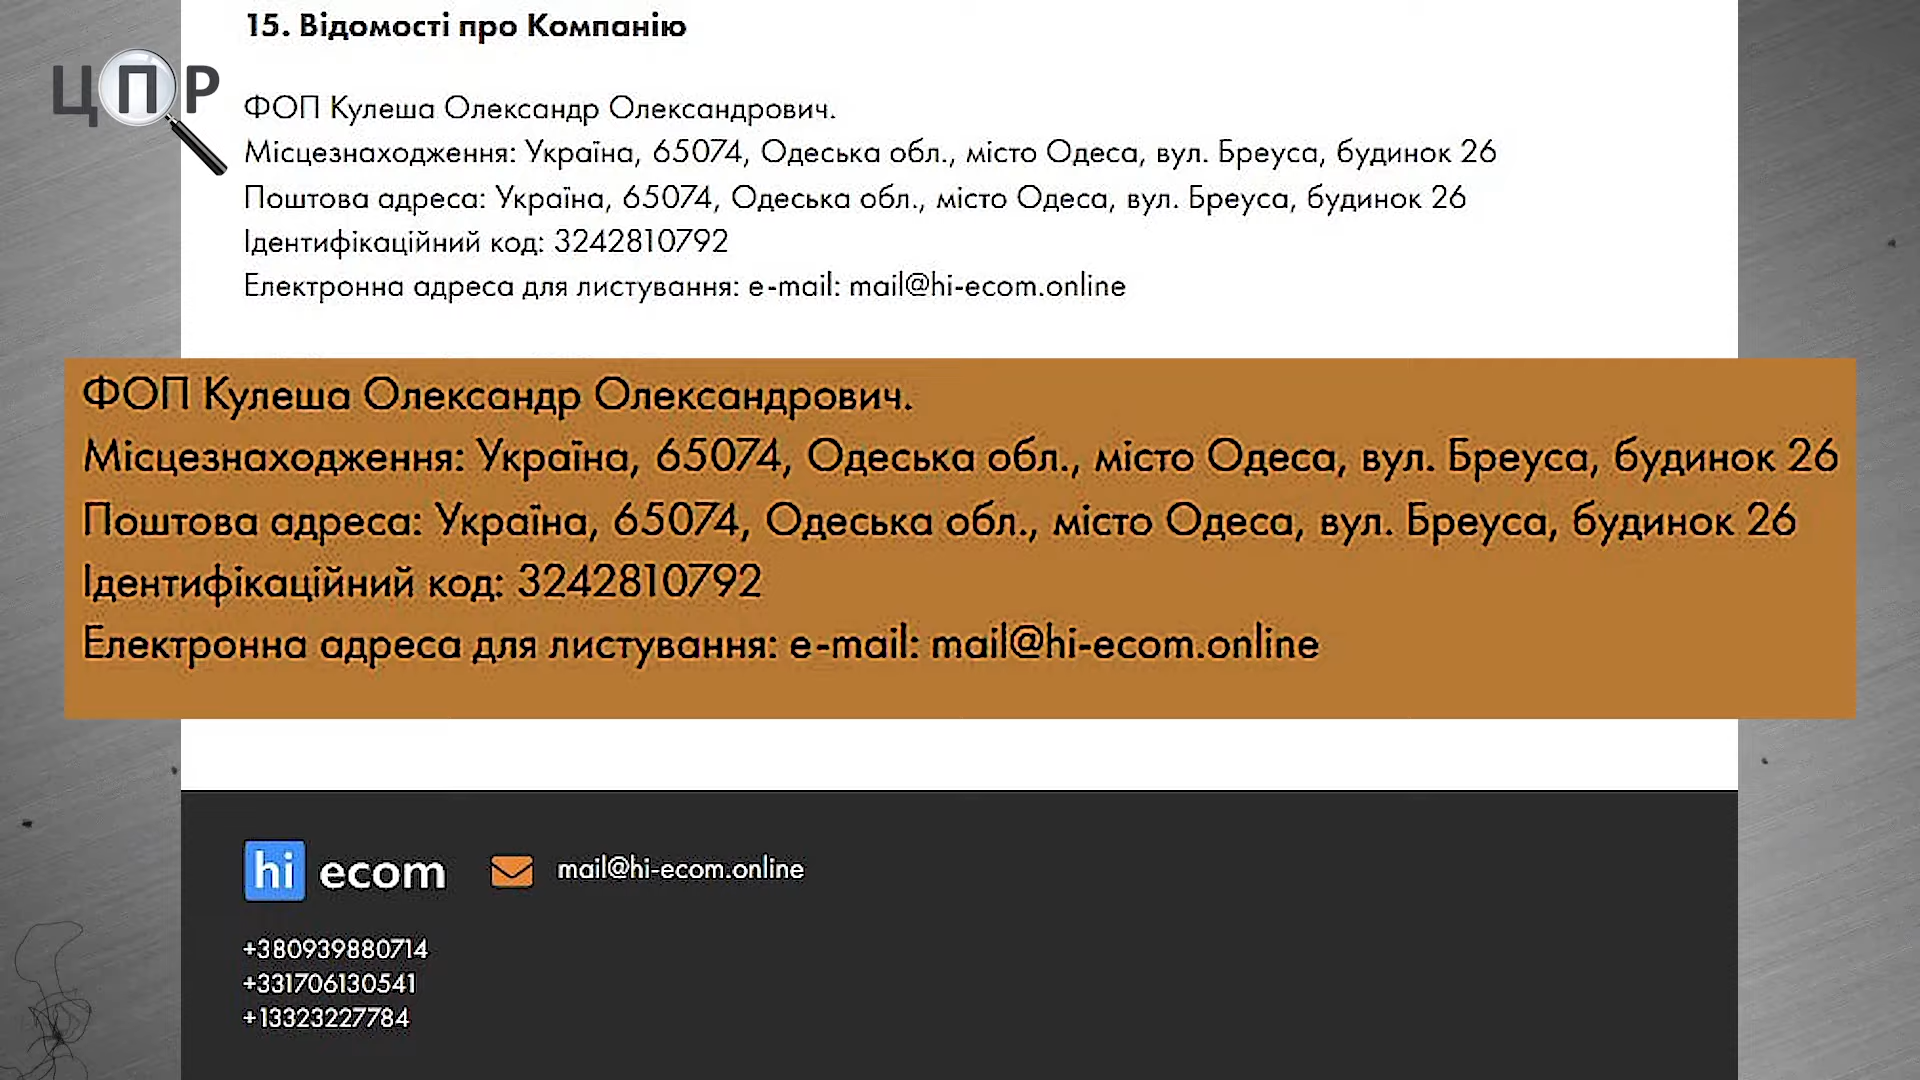 15. Відомості про Компанію
ЦПР
ФОП Кулеша Олександр Олександрович.
Місцезнаходження: Україна, 65074, Одеська обл., місто Одеса, вул. Бреуса, будинок 26
Поштова адреса: Україна, 65074, Одеська обл., місто Одеса, вул. Бреуса, будинок 26
Ідентифікаційний код: 3242810792
Електронна адреса для листування: e-mail: mail@hi-ecom.online
ФОП Кулеша Олександр Олександрович.
Місцезнаходження: Україна, 65074, Одеська обл., місто Одеса, вул. Бреуса, будинок 26
Поштова адреса: Україна, 65074, Одеська обл., місто Одеса, вул. Бреуса, будинок 26
Ідентифікаційний код: 3242810792
Електронна адреса для листування: e-mail: mail@hi-ecom.online
hi ecom mail@hi-ecom.online
+380939880714
+331706130541
+13323227784